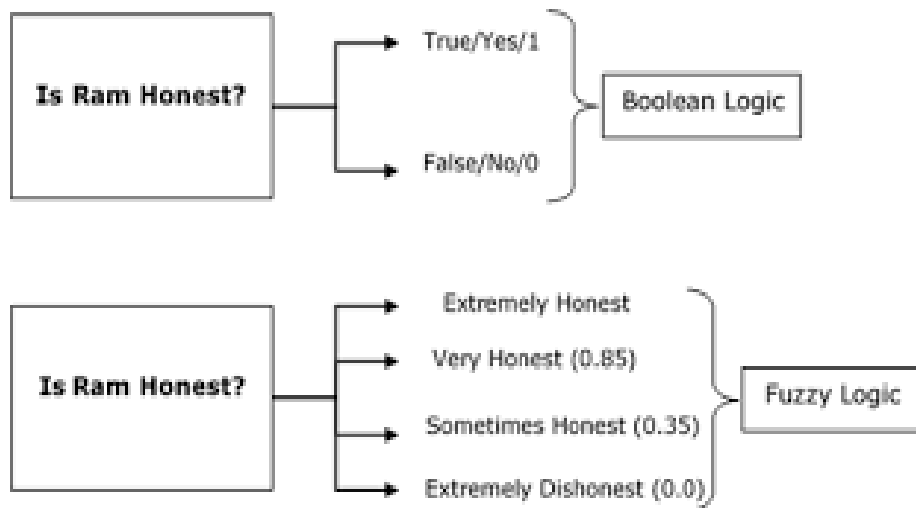 Is Ram Honest?
True/Yes/1
False/No/0
Boolean Logic
Is Ram Honest?
Extremely Honest
Very Honest (0.85)
Sometimes Honest (0.35)
Extremely Dishonest (0.0)
Fuzzy Logic